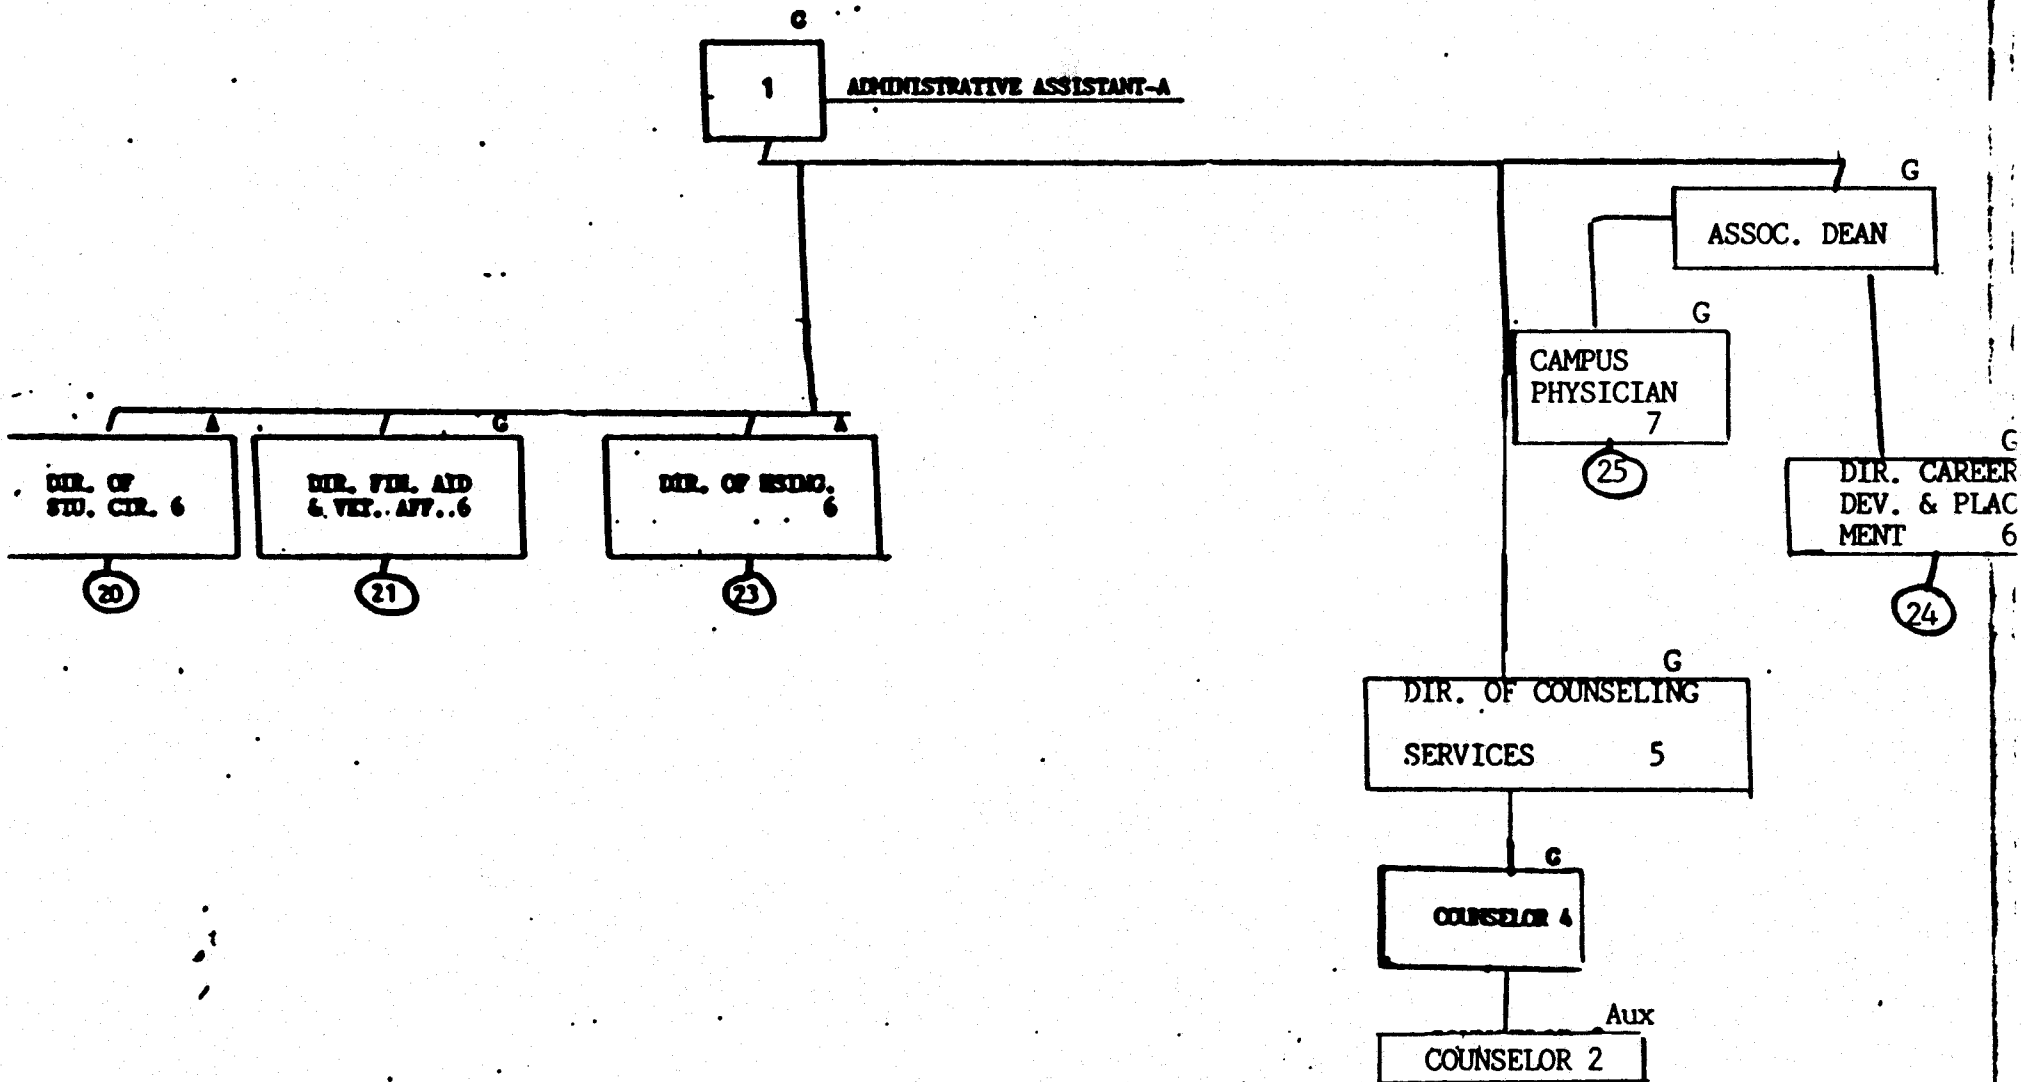 G
1
ADMINISTRATIVE ASSISTANT-A
G
ASSOC. DEAN
G
CAMPUS
PHYSICIAN
7
25
G
DIR. CAREER
DEV. & PLAC
MENT 6
24
A
DIR. OF
STU. CTR. 6
20
G
DIR. FIN. AID
& VET. AFF..6
21
A
DIR. OF HSING.
6
23
G
DIR. OF COUNSELING
SERVICES 5
G
COUNSELOR 4
Aux
COUNSELOR 2